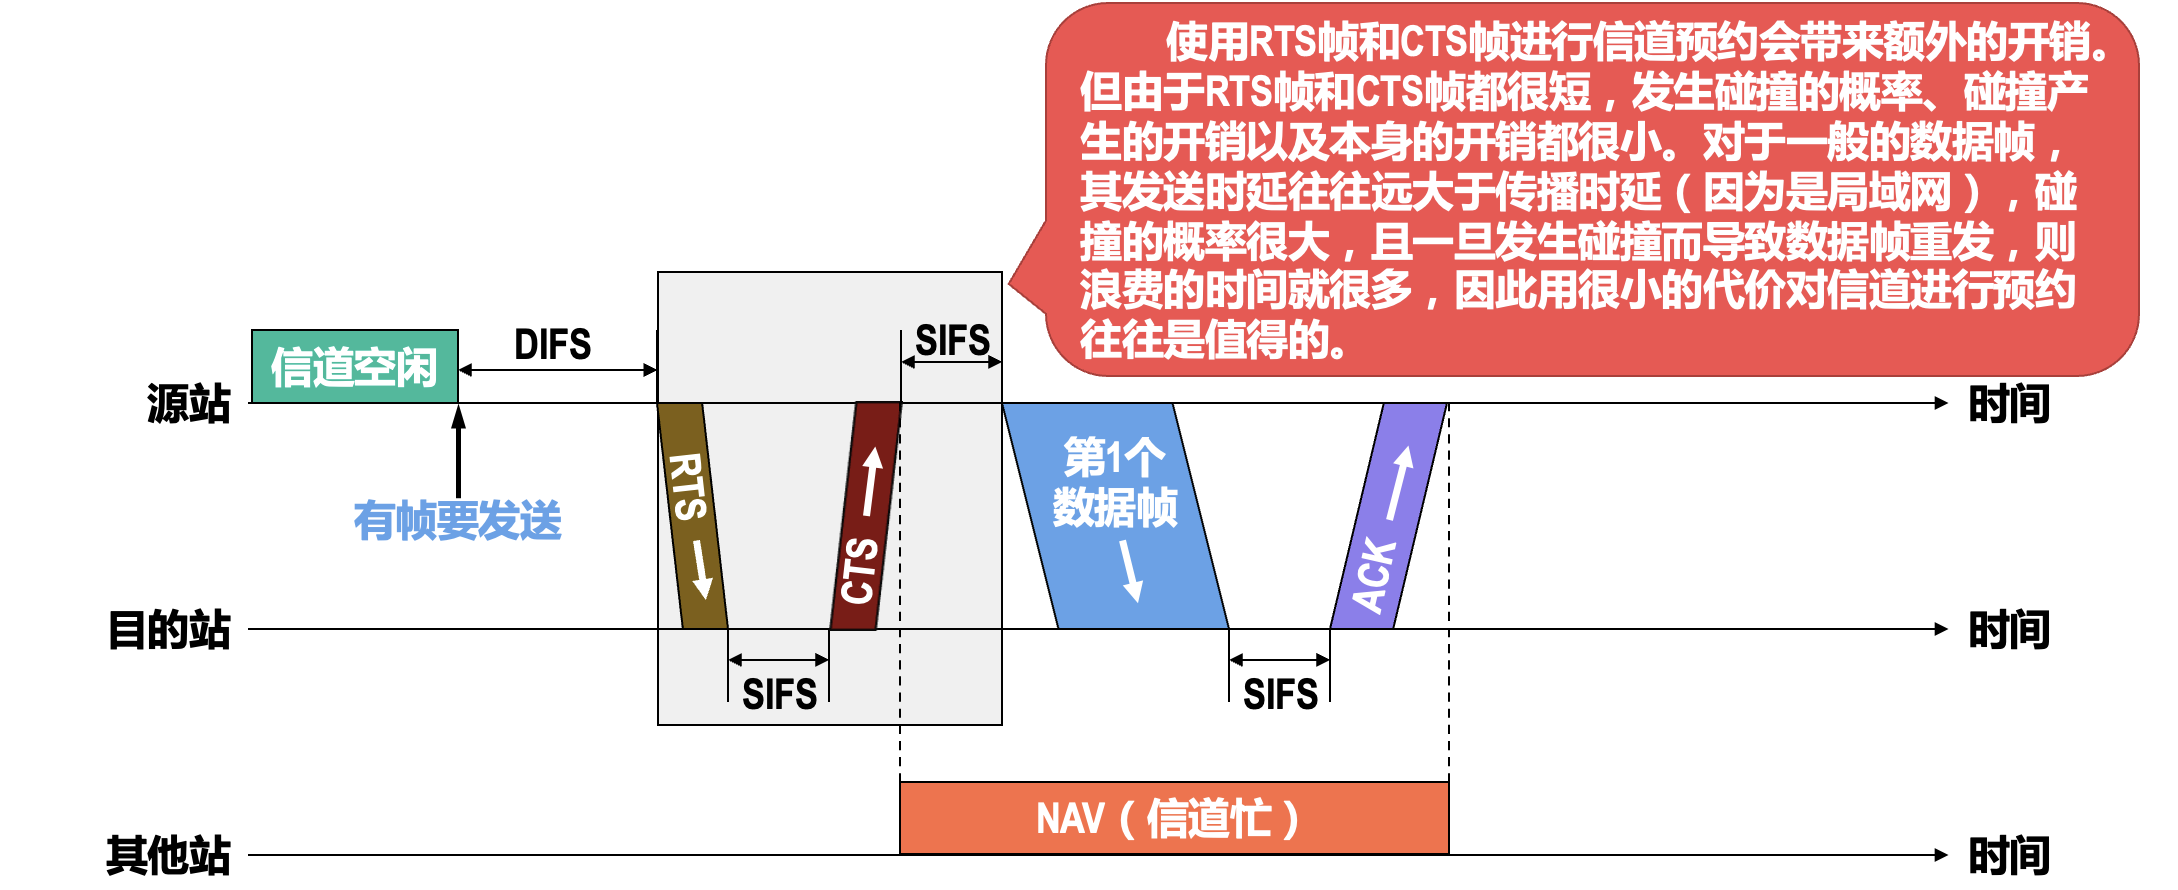 使用RTS帧和CTS帧进行信道预约会带来额外的开销。
但由于RTS帧和CTS帧都很短，发生碰撞的概率、碰撞产
生的开销以及本身的开销都很小。对于一般的数据帧，
其发送时延往往远大于传播时延（因为是局域网），碰
撞的概率很大，且一旦发生碰撞而导致数据帧重发，则
浪费的时间就很多，因此用很小的代价对信道进行预约
往往是值得的。
DIFS
SIFS
信道空闲
源站
时间
有帧要发送
RTS
CTS
第1个
数据帧
ACK
目的站
时间
SIFS
SIFS
NAV（信道忙）
其他站
时间